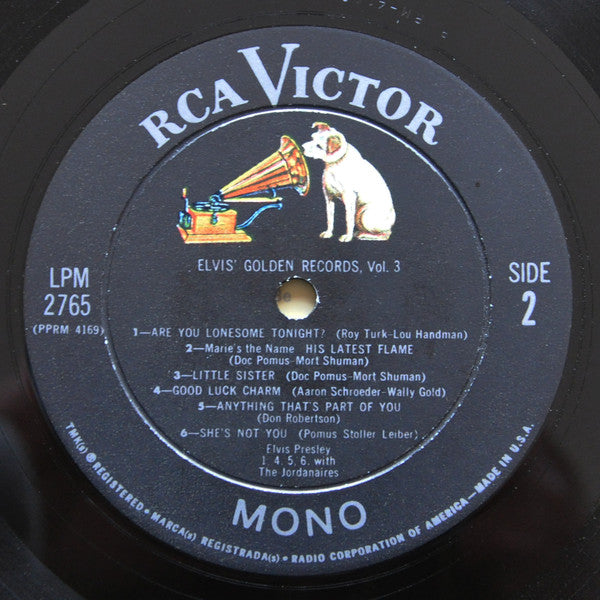 RCA VICTOR
ELVIS' GOLDEN RECORDS, Vol. 3
LPM
2765
(PPRM 4169)
SIDE
2
1—ARE YOU LONESOME TONIGHT? (Roy Turk-Lou Handman)
2—Marie's the Name HIS LATEST FLAME
(Doc Pomus-Mort Shuman)
3—LITTLE SISTER (Doc Pomus-Mort Shuman)
4—GOOD LUCK CHARM (Aaron Schroeder-Wally Gold)
5—ANYTHING THAT'S PART OF YOU
(Don Robertson)
6—SHE'S NOT YOU (Pomus Stoller Leiber)
Elvis Presley
1, 4, 5, 6, with
The Jordanaires
MONO
TMK(s) ® REGISTERED • MARCA(s) REGISTRADA(s) • RADIO CORPORATION OF AMERICA—MADE IN U.S.A.